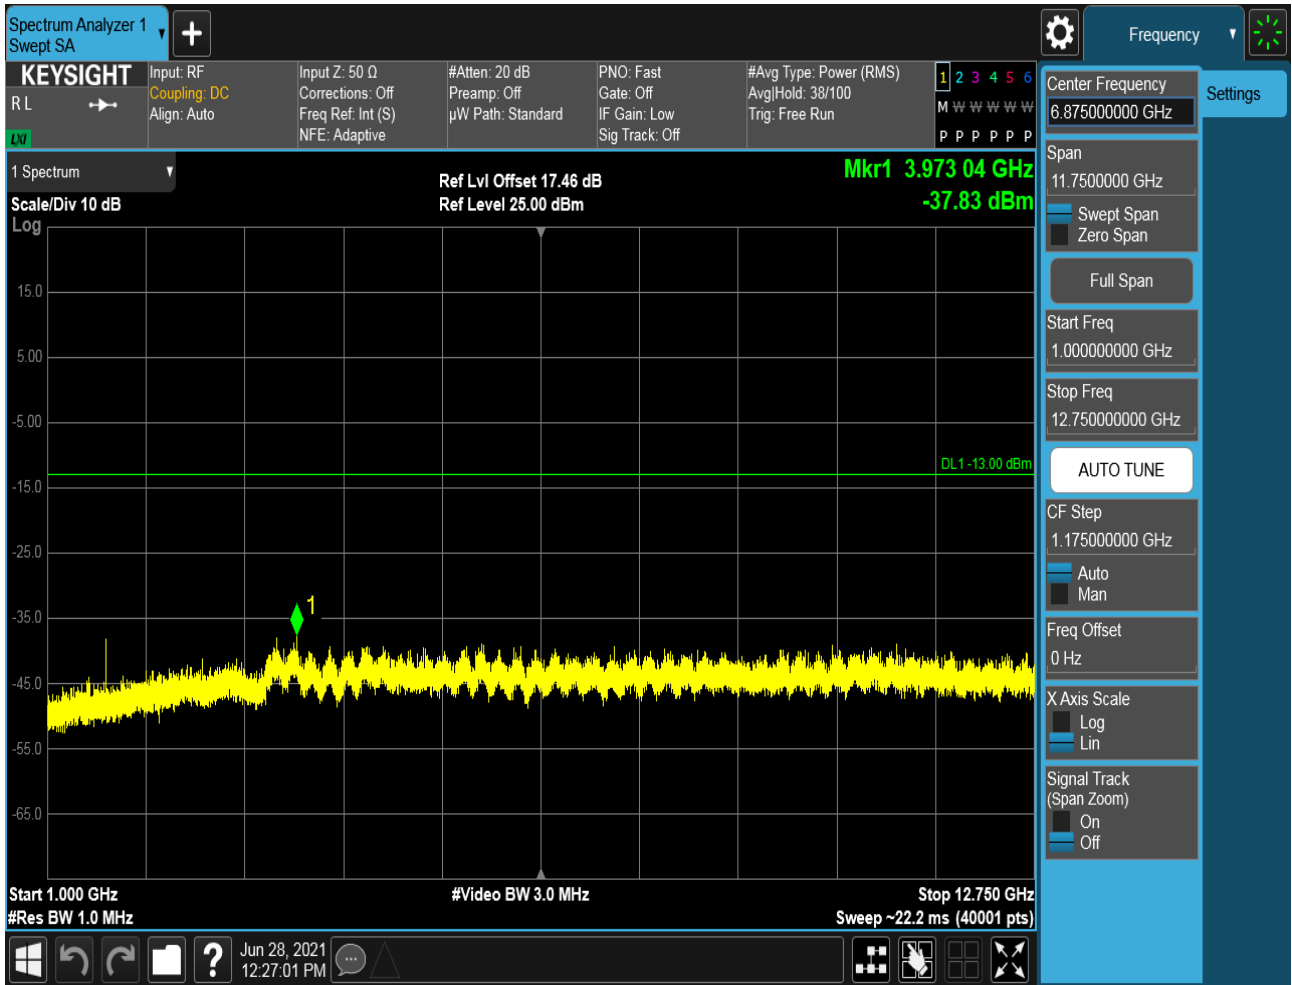 Spectrum Analyzer 1
Swept SA
Frequency
KEYSIGHT
R L
LXI
Input: RF
Coupling: DC
Align: Auto
Input Z: 50 Ω
Corrections: Off
Freq Ref: Int (S)
NFE: Adaptive
#Atten: 20 dB
Preamp: Off
µW Path: Standard
PNO: Fast
Gate: Off
IF Gain: Low
Sig Track: Off
#Avg Type: Power (RMS)
Avg|Hold: 38/100
Trig: Free Run
1 2 3 4 5 6
M W W W W W
P P P P P P
1 Spectrum
Scale/Div 10 dB
Log
Ref Lvl Offset 17.46 dB
Ref Level 25.00 dBm
Mkr1 3.973 04 GHz
-37.83 dBm
15.0
5.00
-5.00
DL1 -13.00 dBm
-15.0
-25.0
1
-35.0
-45.0
-55.0
-65.0
Start 1.000 GHz
#Res BW 1.0 MHz
#Video BW 3.0 MHz
Stop 12.750 GHz
Sweep ~22.2 ms (40001 pts)
?
Jun 28, 2021
12:27:01 PM
Center Frequency
6.875000000 GHz
Settings
Span
11.7500000 GHz
Swept Span
Zero Span
Full Span
Start Freq
1.000000000 GHz
Stop Freq
12.750000000 GHz
AUTO TUNE
CF Step
1.175000000 GHz
Auto
Man
Freq Offset
0 Hz
X Axis Scale
Log
Lin
Signal Track
(Span Zoom)
On
Off